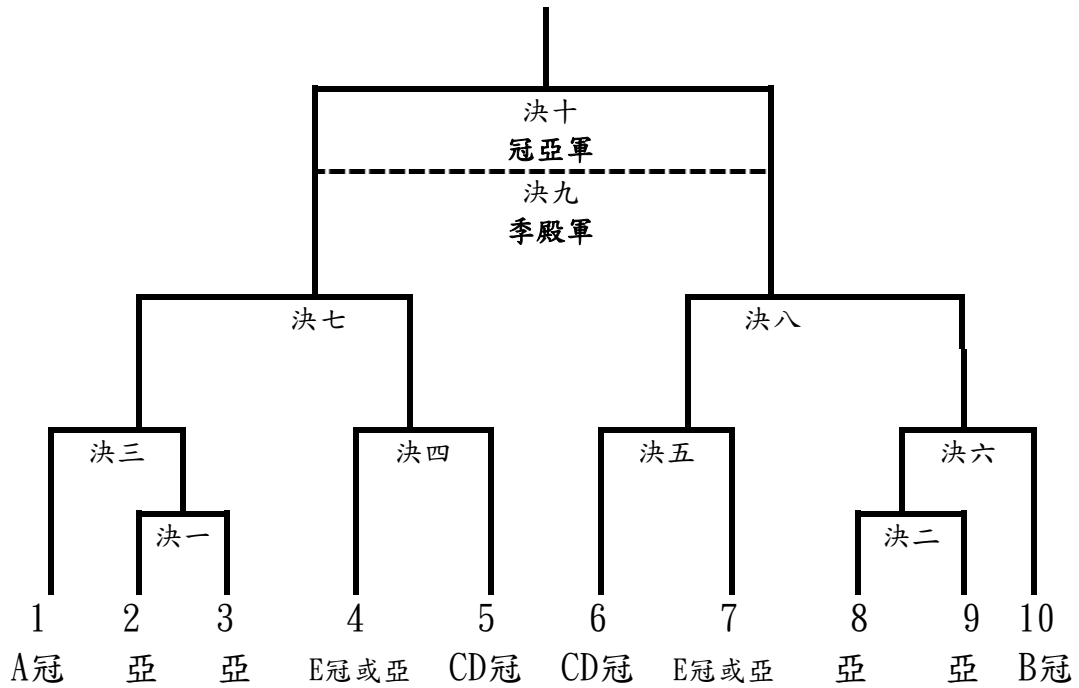 決十
冠亞軍
決九
季殿軍
決七 決八
決三 決四 決五 決六
決一 決二
1 2 3 4 5 6 7 8 9 10
A冠 亞 亞 E冠或亞 CD冠 CD冠 E冠或亞 亞 亞 B冠